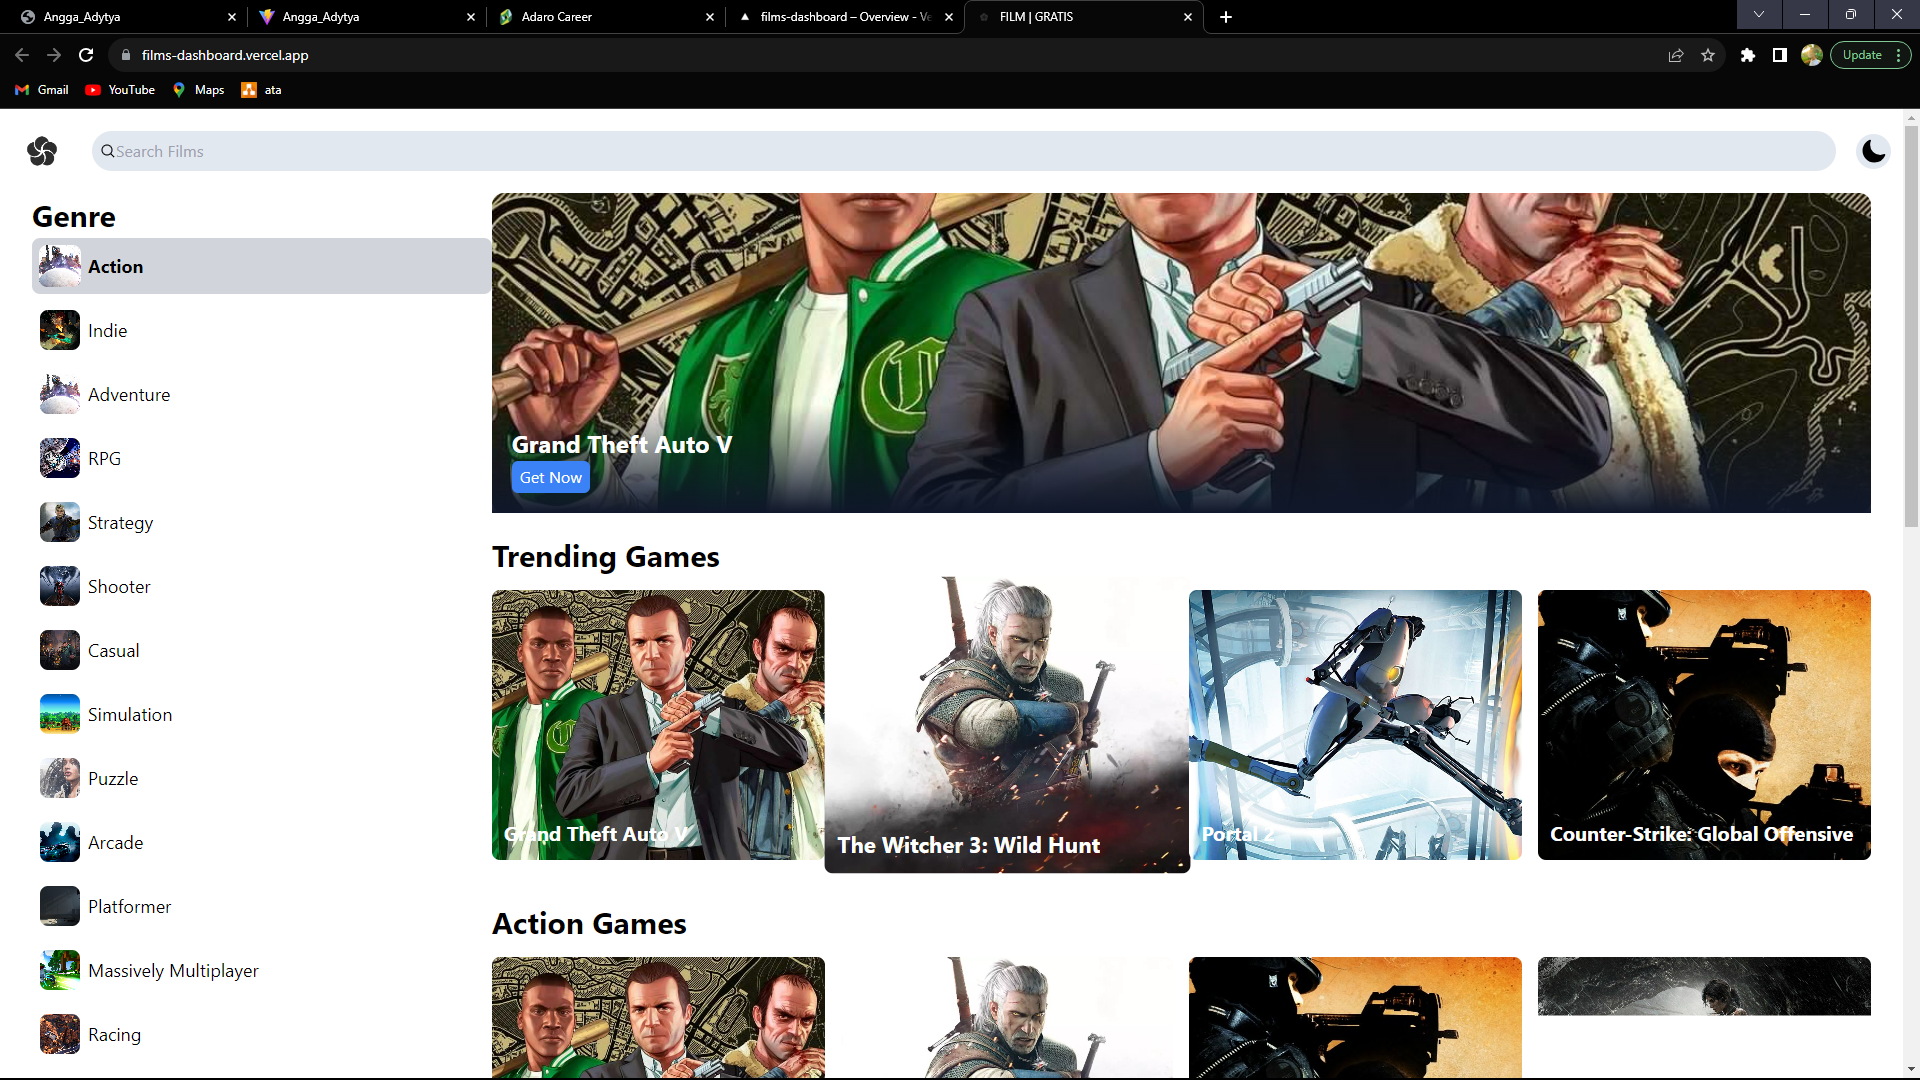 Angga_Adytya
Angga_Adytya
Adaro Career
films-dashboard – Overview - Ve
FILM | GRATIS
films-dashboard.vercel.app
Update
Gmail
YouTube
Maps
ata
Search Films
Genre
Action
Indie
Adventure
RPG
Strategy
Shooter
Casual
Simulation
Puzzle
Arcade
Platformer
Massively Multiplayer
Racing
Grand Theft Auto V
Get Now
Trending Games
Grand Theft Auto V
The Witcher 3: Wild Hunt
Portal 2
Counter-Strike: Global Offensive
Action Games